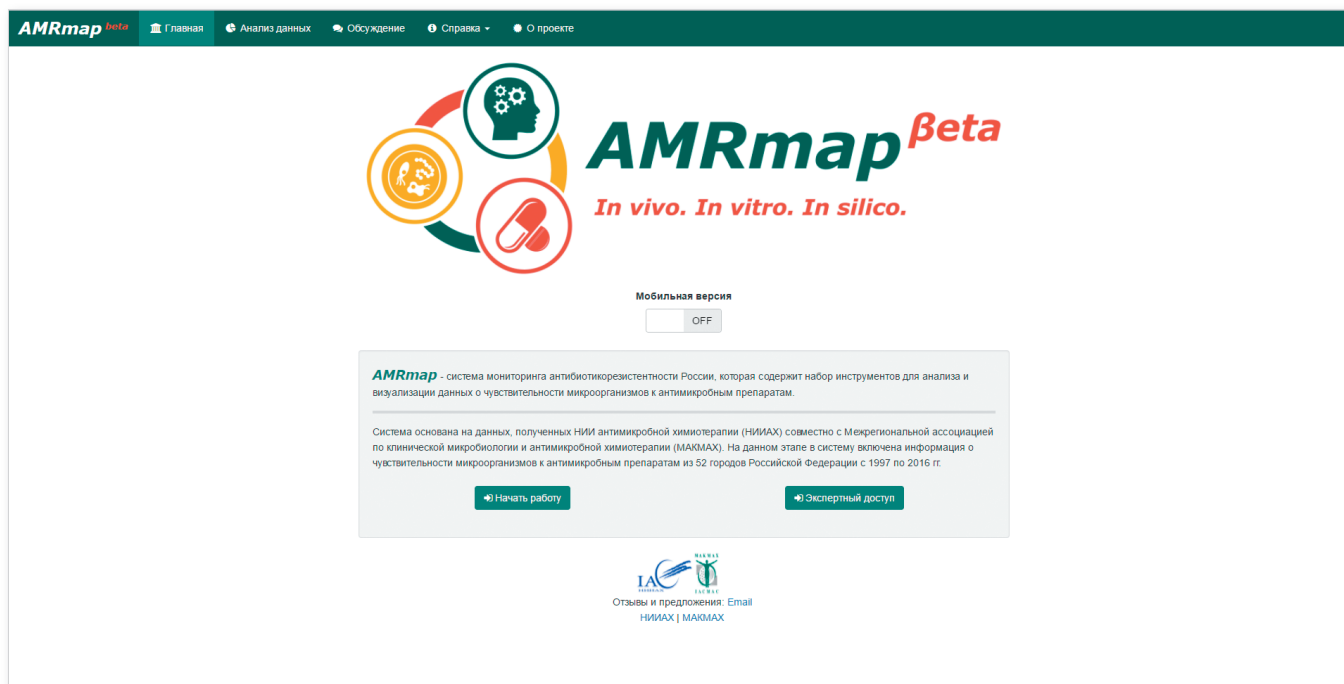 AMRmap beta Главная Анализ данных Обсуждение Справка О проекте
AMRmap βeta
In vivo. In vitro. In silico.
Мобильная версия
OFF
AMRmap - система мониторинга антибиотикорезистентности России, которая содержит набор инструментов для анализа и
визуализации данных о чувствительности микроорганизмов к антимикробным препаратам.
Система основана на данных, полученных НИИ антимикробной химиотерапии (НИИАХ) совместно с Межрегиональной ассоциацией
по клинической микробиологии и антимикробной химиотерапии (МАКМАХ). На данном этапе в систему включена информация о
чувствительности микроорганизмов к антимикробным препаратам из 52 городов Российской Федерации с 1997 по 2016 гг.
Начать работу Экспертный доступ
МАКМАХ
IAC
IACMAC
Отзывы и предложения: Email
НИИАХ | МАКМАХ